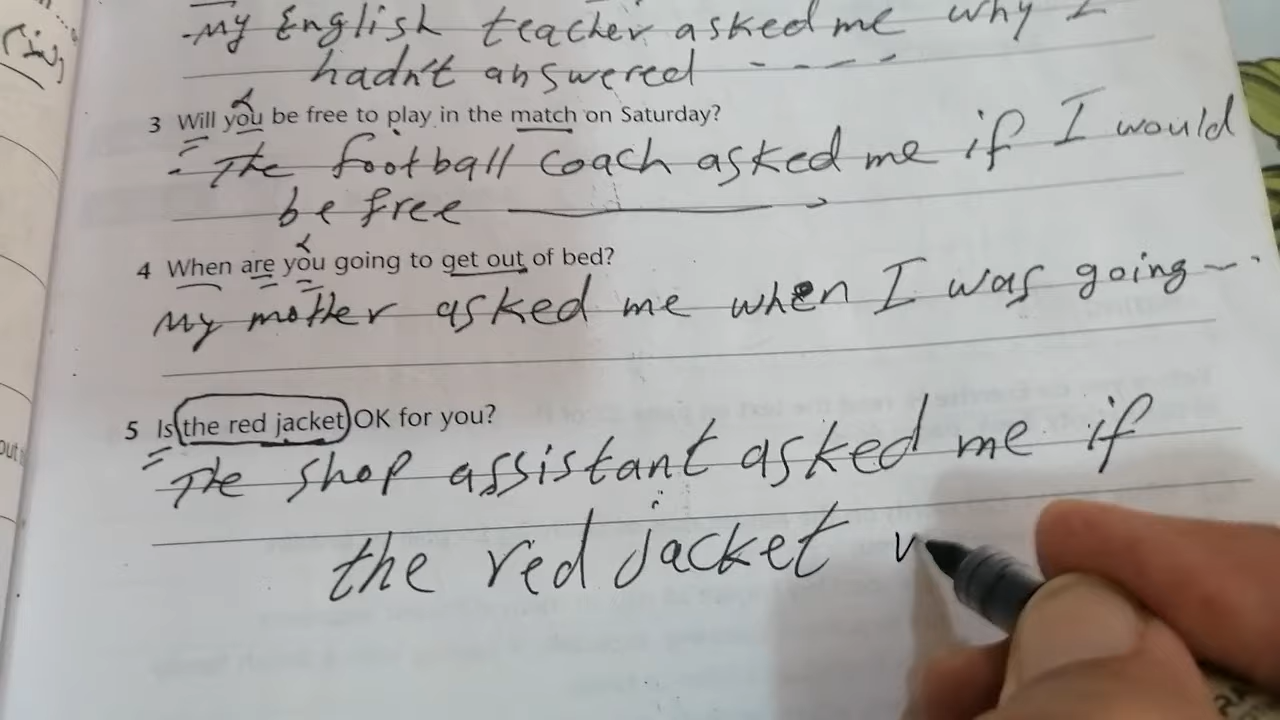 My English teacher asked me why I
hadn't answered - - - -
3 Will you be free to play in the match on Saturday?
- The football coach asked me if I would
be free
4 When are you going to get out of bed?
My mother asked me when I was going - - -
5 Is the red jacket OK for you?
The shop assistant asked me if
the red jacket w